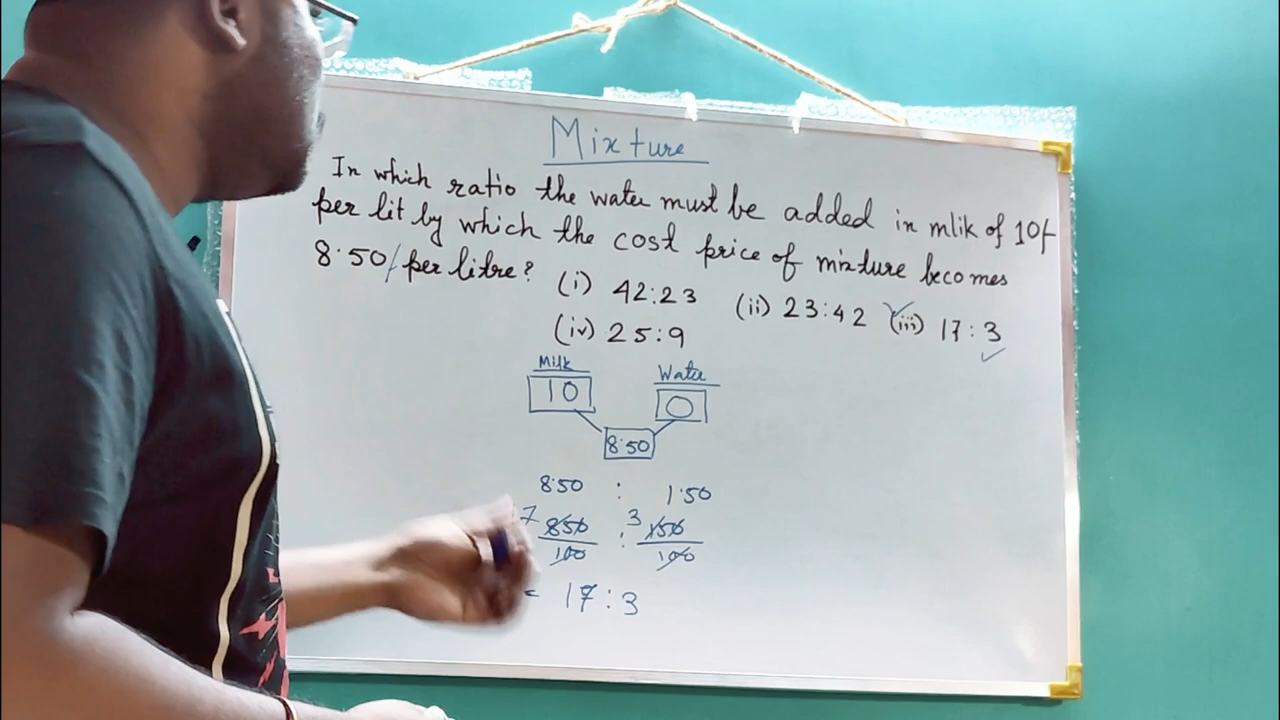 Mixture
In which ratio the water must be added in mlik of 10/-
per lit by which the cost price of mixture becomes
8.50/ per litre? (i) 42:23 (ii) 23:42 (iii) 17:3
(iv) 25:9
Milk Water
10 0
8.50
8.50 : 1.50
7 850 : 3 150
100 100
= 17:3